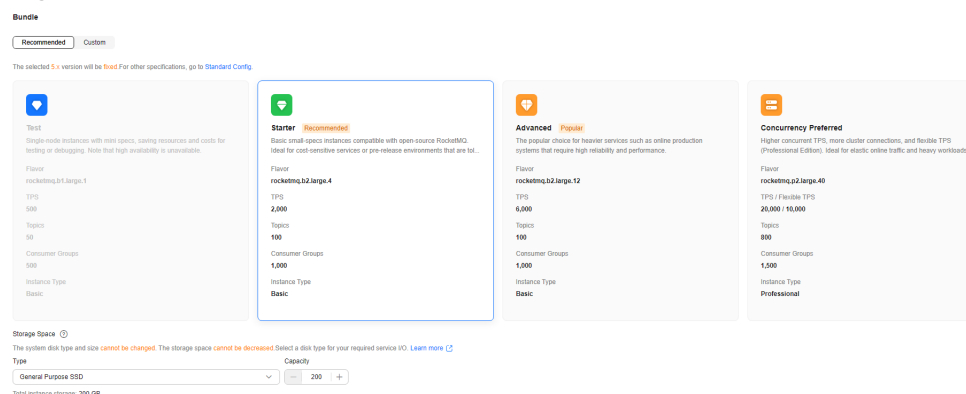 Bundle
Recommended
Custom
The selected 5.x version will be fixed.For other specifications, go to Standard Config.
Test
Single-node instances with mini specs, saving resources and costs for
testing or debugging. Note that high availability is unavailable.
Flavor
rocketmq.b1.large.1
TPS
500
Topics
50
Consumer Groups
500
Instance Type
Basic
Starter Recommended
Basic small-specs instances compatible with open-source RocketMQ.
Ideal for cost-sensitive services or pre-release environments that are tol...
Flavor
rocketmq.b2.large.4
TPS
2,000
Topics
100
Consumer Groups
1,000
Instance Type
Basic
Advanced Popular
The popular choice for heavier services such as online production
systems that require high reliability and performance.
Flavor
rocketmq.b2.large.12
TPS
6,000
Topics
100
Consumer Groups
1,000
Instance Type
Basic
Concurrency Preferred
Higher concurrent TPS, more cluster connections, and flexible TPS
(Professional Edition). Ideal for elastic online traffic and heavy workloads
Flavor
rocketmq.p2.large.40
TPS / Flexible TPS
20,000 / 10,000
Topics
800
Consumer Groups
1,500
Instance Type
Professional
Storage Space ?
The system disk type and size cannot be changed. The storage space cannot be decreased.Select a disk type for your required service I/O. Learn more
Type
Capacity
General Purpose SSD
− 200 +
Total instance storage: 200 GB